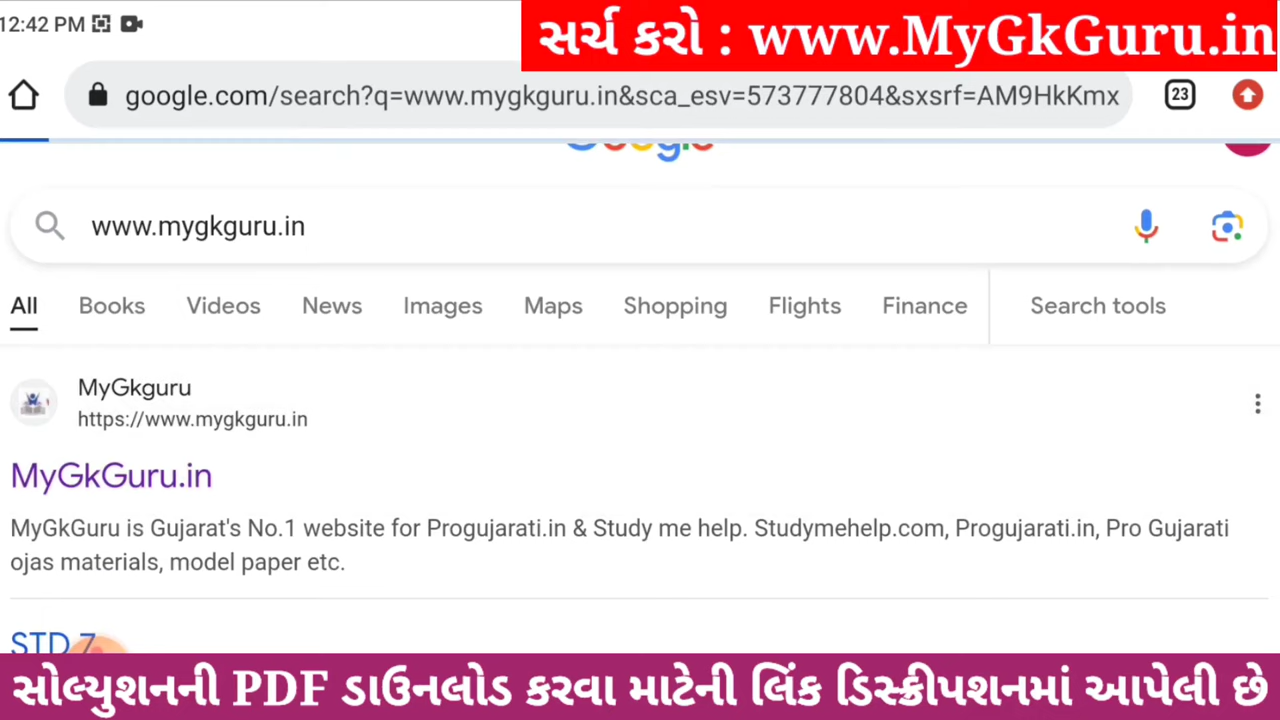 12:42 PM
સર્ચ કરો : www.MyGkGuru.in
google.com/search?q=www.mygkguru.in&sca_esv=573777804&sxsrf=AM9HkKmx
23
Google
www.mygkguru.in
All Books Videos News Images Maps Shopping Flights Finance Search tools
MyGkguru
https://www.mygkguru.in
MyGkGuru.in
MyGkGuru is Gujarat's No.1 website for Progujarati.in & Study me help. Studymehelp.com, Progujarati.in, Pro Gujarati
ojas materials, model paper etc.
STD 7
સોલ્યુશનની PDF ડાઉનલોડ કરવા માટેની લિંક ડિસ્ક્રીપશનમાં આપેલી છે